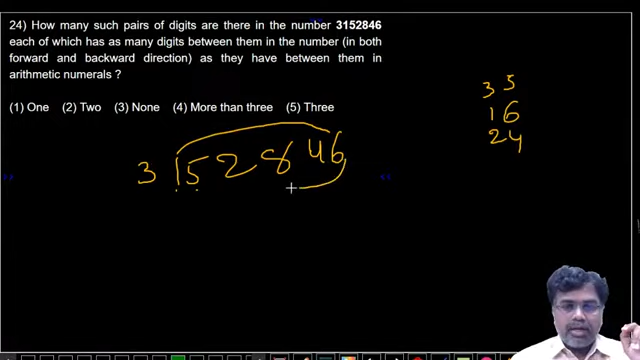 24) How many such pairs of digits are there in the number 3152846
each of which has as many digits between them in the number (in both
forward and backward direction) as they have between them in
arithmetic numerals ?
(1) One (2) Two (3) None (4) More than three (5) Three
3 5
1 6
2 4
3 1 5 2 8 4 6